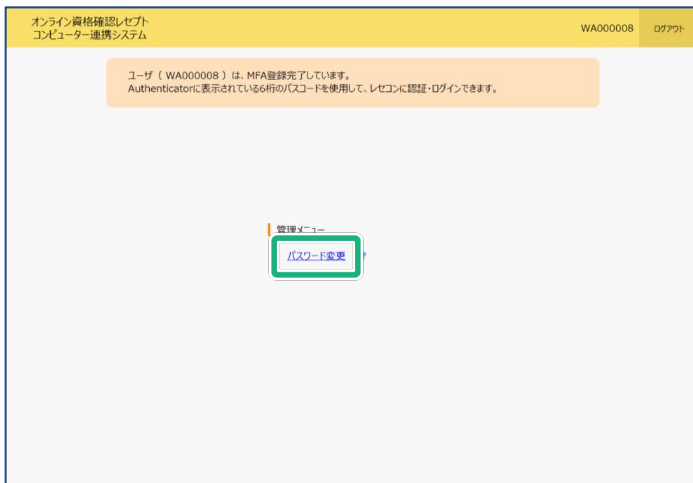 オンライン資格確認レセプト
コンピューター連携システム
WA000008
ログアウト
ユーザ（ WA000008 ）は、MFA登録完了しています。
Authenticatorに表示されている6桁のパスコードを使用して、レセコンに認証・ログインできます。
管理メニュー
パスワード変更